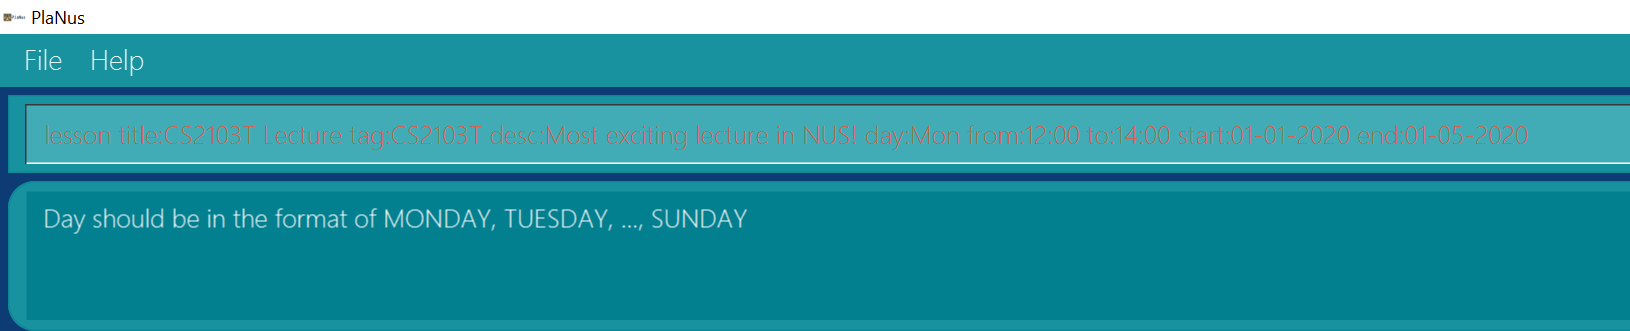 PlaNus
File Help
lesson title:CS2103T Lecture tag:CS2103T desc:Most exciting lecture in NUS! day:Mon from:12:00 to:14:00 start:01-01-2020 end:01-05-2020
Day should be in the format of MONDAY, TUESDAY, ..., SUNDAY